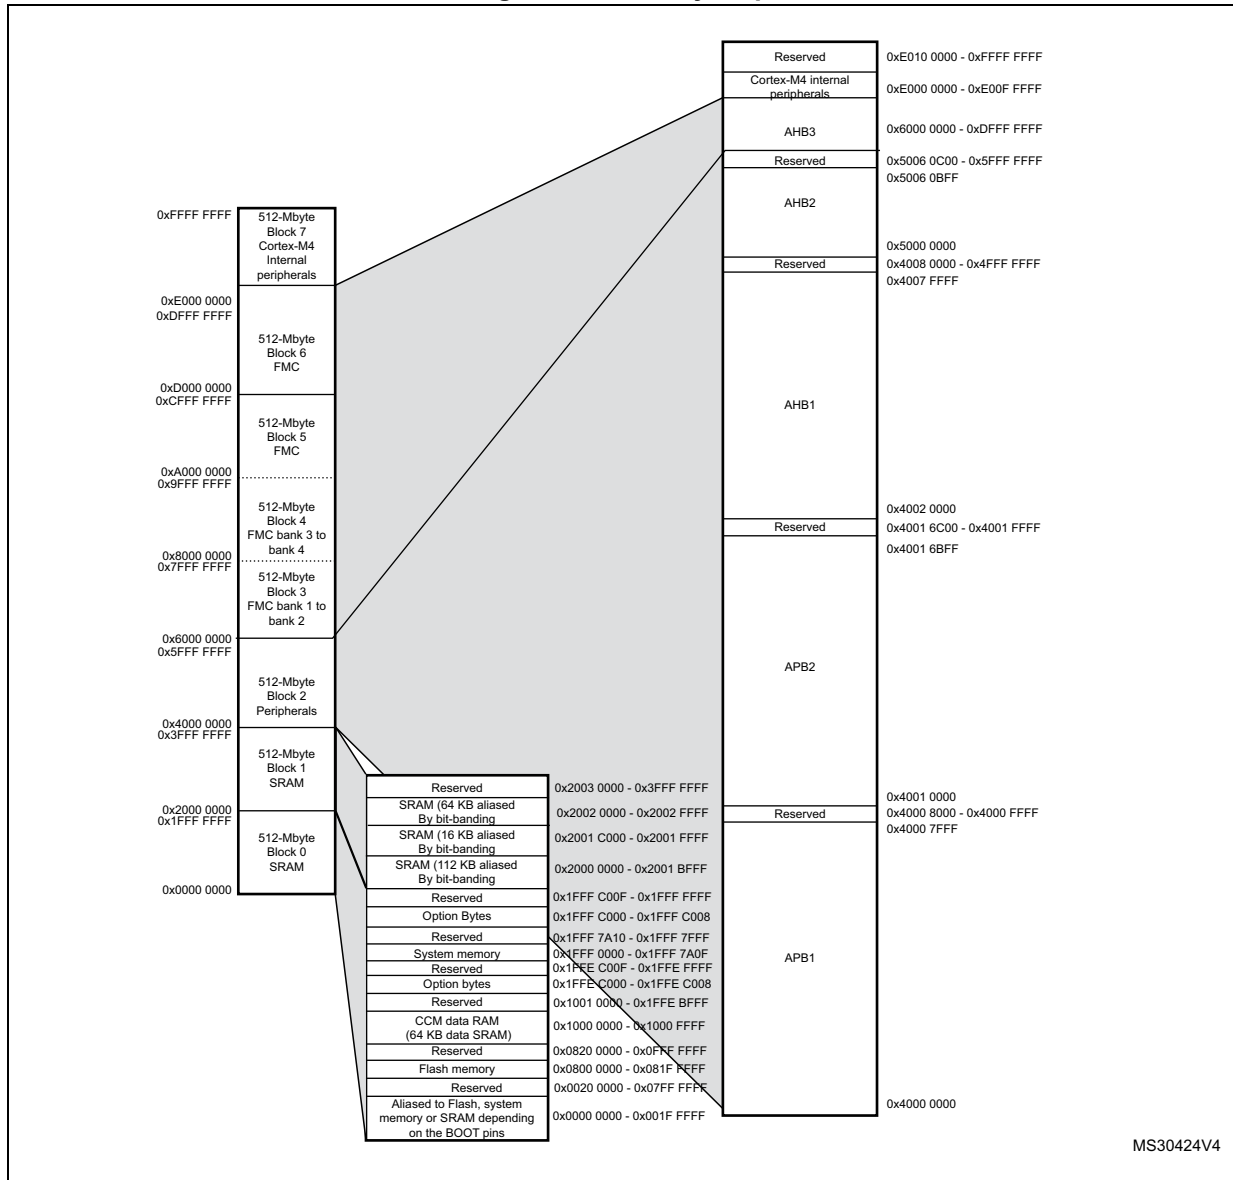 0xFFFF FFFF
512-Mbyte
Block 7
Cortex-M4
Internal
peripherals
0xE000 0000
0xDFFF FFFF
512-Mbyte
Block 6
FMC
0xD000 0000
0xCFFF FFFF
512-Mbyte
Block 5
FMC
0xA000 0000
0x9FFF FFFF
512-Mbyte
Block 4
FMC bank 3 to
bank 4
0x8000 0000
0x7FFF FFFF
512-Mbyte
Block 3
FMC bank 1 to
bank 2
0x6000 0000
0x5FFF FFFF
512-Mbyte
Block 2
Peripherals
0x4000 0000
0x3FFF FFFF
512-Mbyte
Block 1
SRAM
0x2000 0000
0x1FFF FFFF
512-Mbyte
Block 0
SRAM
0x0000 0000
Reserved 0x2003 0000 - 0x3FFF FFFF
SRAM (64 KB aliased
By bit-banding 0x2002 0000 - 0x2002 FFFF
SRAM (16 KB aliased
By bit-banding 0x2001 C000 - 0x2001 FFFF
SRAM (112 KB aliased
By bit-banding 0x2000 0000 - 0x2001 BFFF
Reserved 0x1FFF C00F - 0x1FFF FFFF
Option Bytes 0x1FFF C000 - 0x1FFF C008
Reserved 0x1FFF 7A10 - 0x1FFF 7FFF
System memory 0x1FFF 0000 - 0x1FFF 7A0F
Reserved 0x1FFE C00F - 0x1FFE FFFF
Option bytes 0x1FFE C000 - 0x1FFE C008
Reserved 0x1001 0000 - 0x1FFE BFFF
CCM data RAM
(64 KB data SRAM) 0x1000 0000 - 0x1000 FFFF
Reserved 0x0820 0000 - 0x0FFF FFFF
Flash memory 0x0800 0000 - 0x081F FFFF
Reserved 0x0020 0000 - 0x07FF FFFF
Aliased to Flash, system
memory or SRAM depending 0x0000 0000 - 0x001F FFFF
on the BOOT pins
Reserved 0xE010 0000 - 0xFFFF FFFF
Cortex-M4 internal
peripherals 0xE000 0000 - 0xE00F FFFF
AHB3 0x6000 0000 - 0xDFFF FFFF
Reserved 0x5006 0C00 - 0x5FFF FFFF
0x5006 0BFF
AHB2
0x5000 0000
Reserved 0x4008 0000 - 0x4FFF FFFF
0x4007 FFFF
AHB1
0x4002 0000
Reserved 0x4001 6C00 - 0x4001 FFFF
0x4001 6BFF
APB2
0x4001 0000
Reserved 0x4000 8000 - 0x4000 FFFF
0x4000 7FFF
APB1
0x4000 0000
MS30424V4